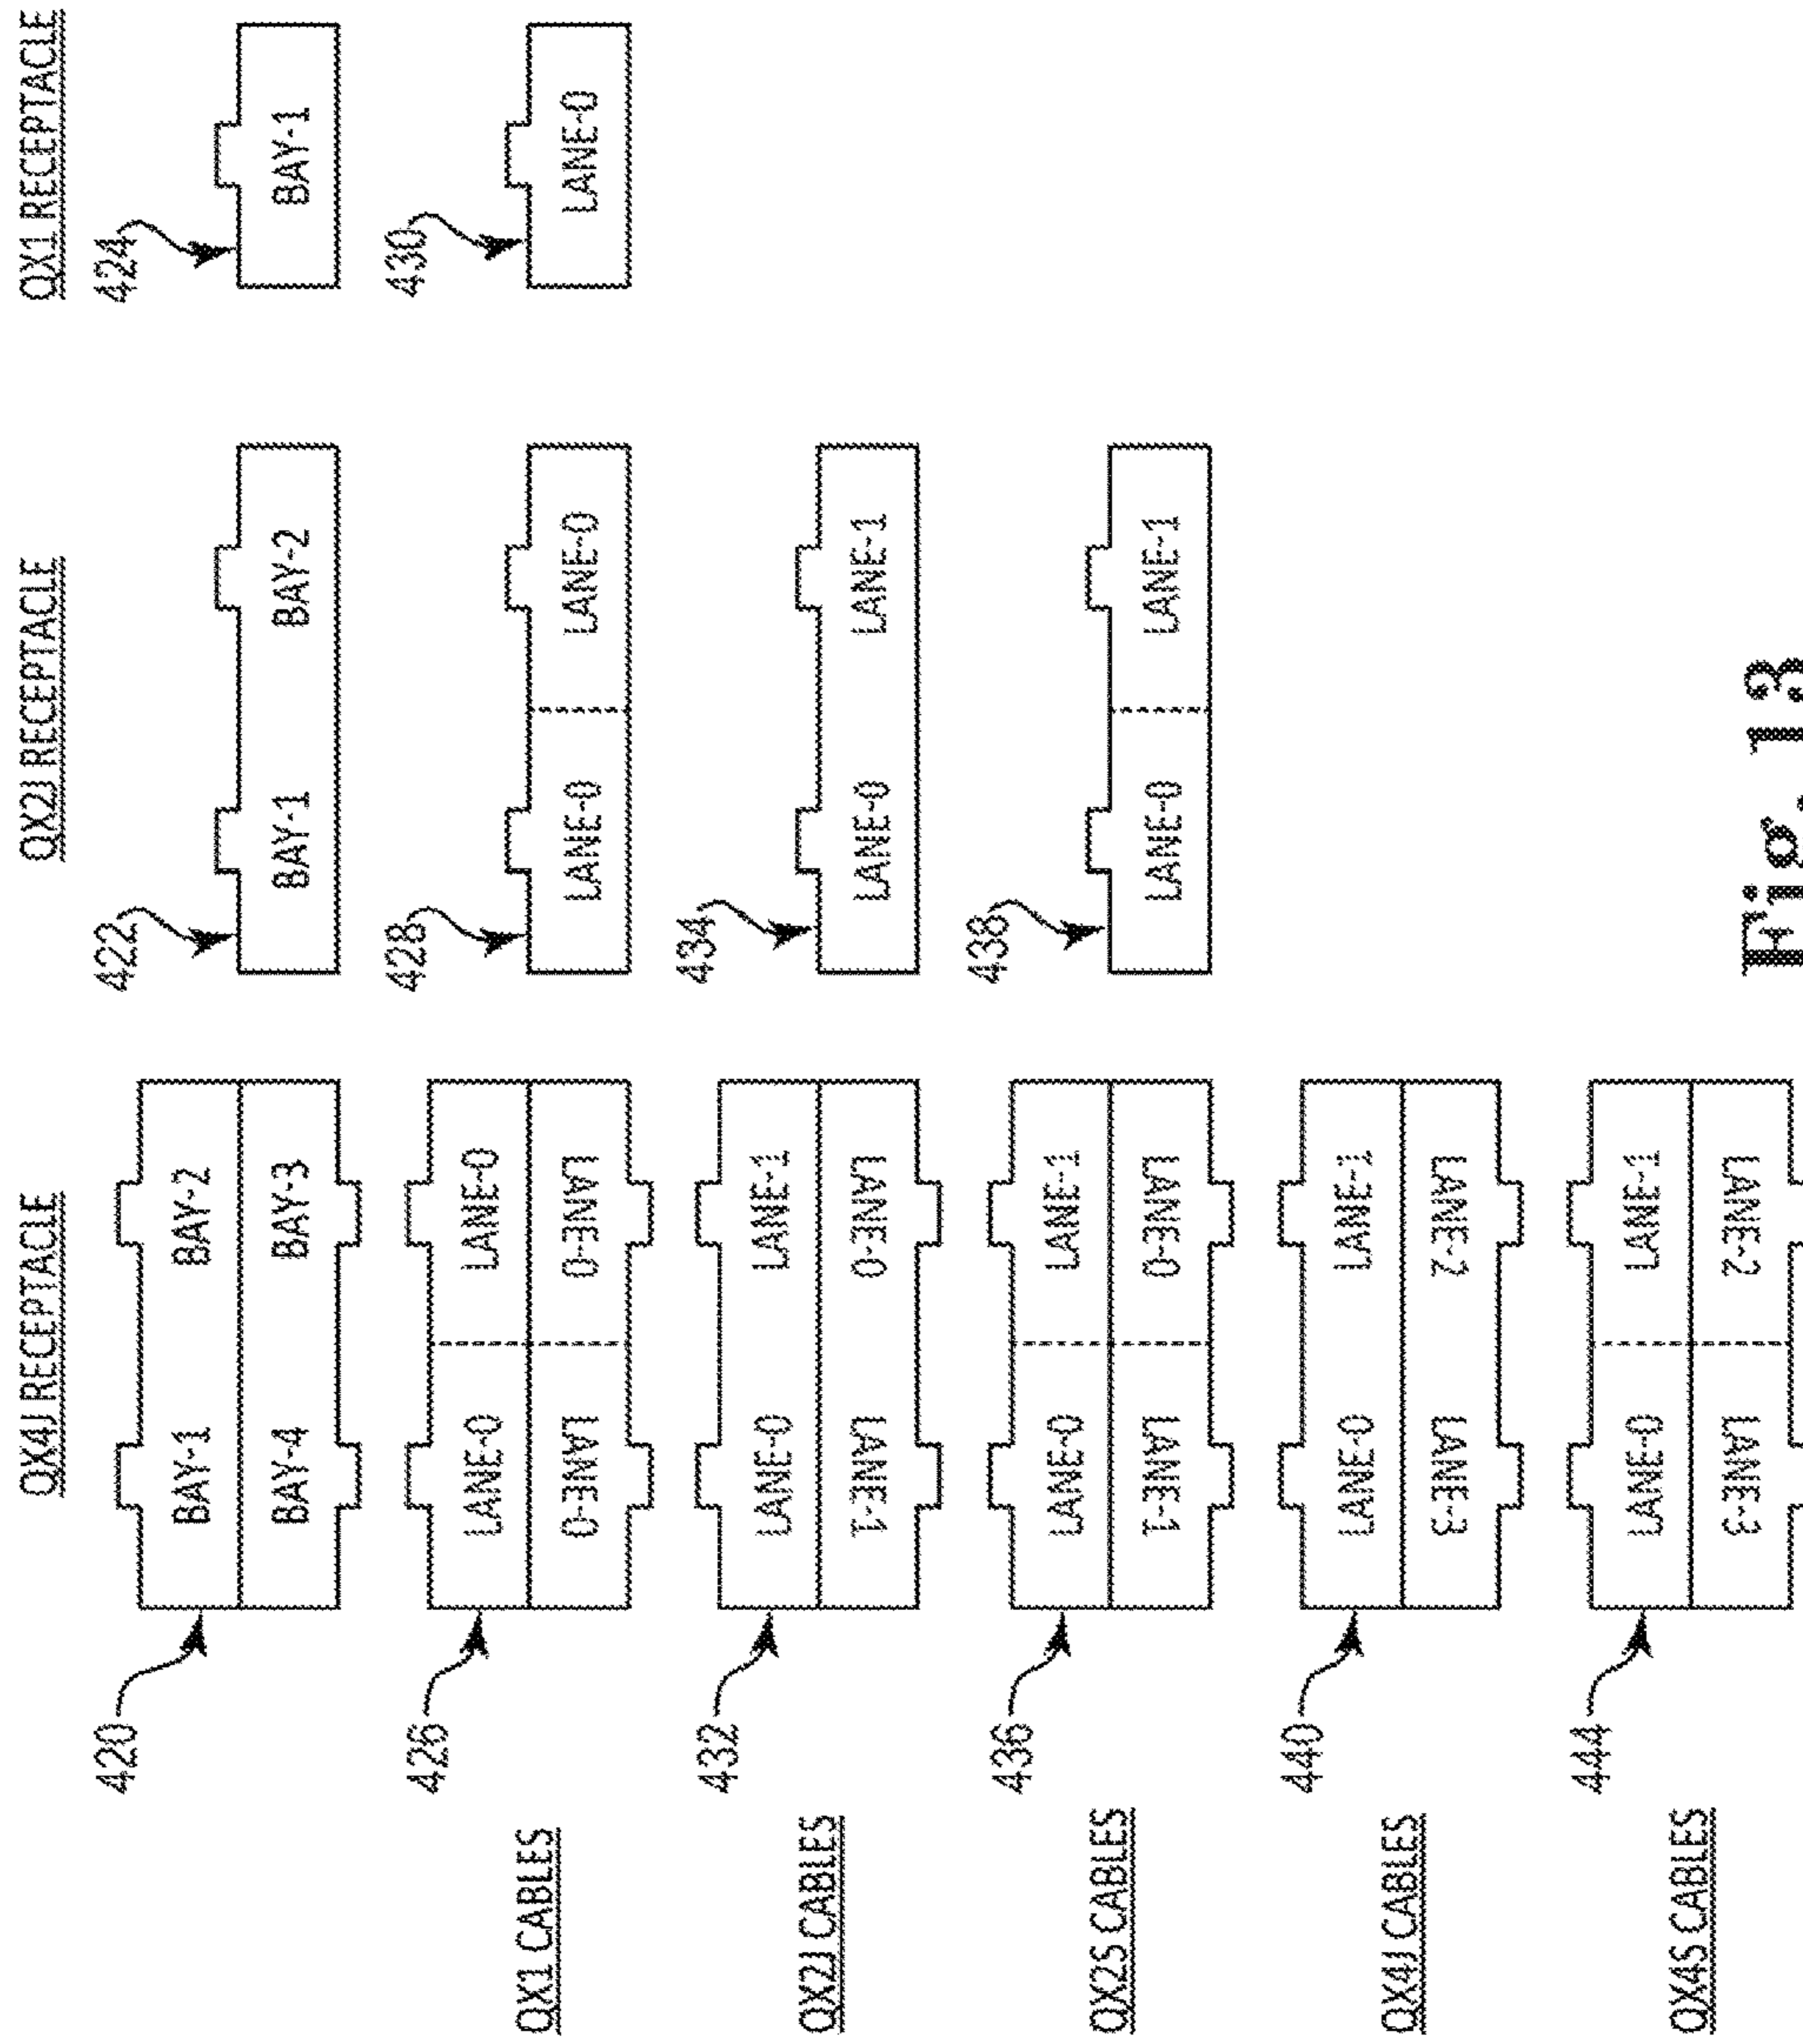 QX4J RECEPTACLE
QX2J RECEPTACLE
QX1 RECEPTACLE
420
BAY-1 BAY-2
BAY-4 BAY-3
422
BAY-1 BAY-2
424
BAY-1
QX1 CABLES
426
LANE-0 LANE-0
LANE-0 LANE-0
428
LANE-0 LANE-0
430
LANE-0
QX2J CABLES
432
LANE-0 LANE-1
LANE-1 LANE-0
434
LANE-0 LANE-1
QX2S CABLES
436
LANE-0 LANE-1
LANE-1 LANE-0
438
LANE-0 LANE-1
QX4J CABLES
440
LANE-0 LANE-1
LANE-3 LANE-2
QX4S CABLES
444
LANE-0 LANE-1
LANE-3 LANE-2
Fig. 13